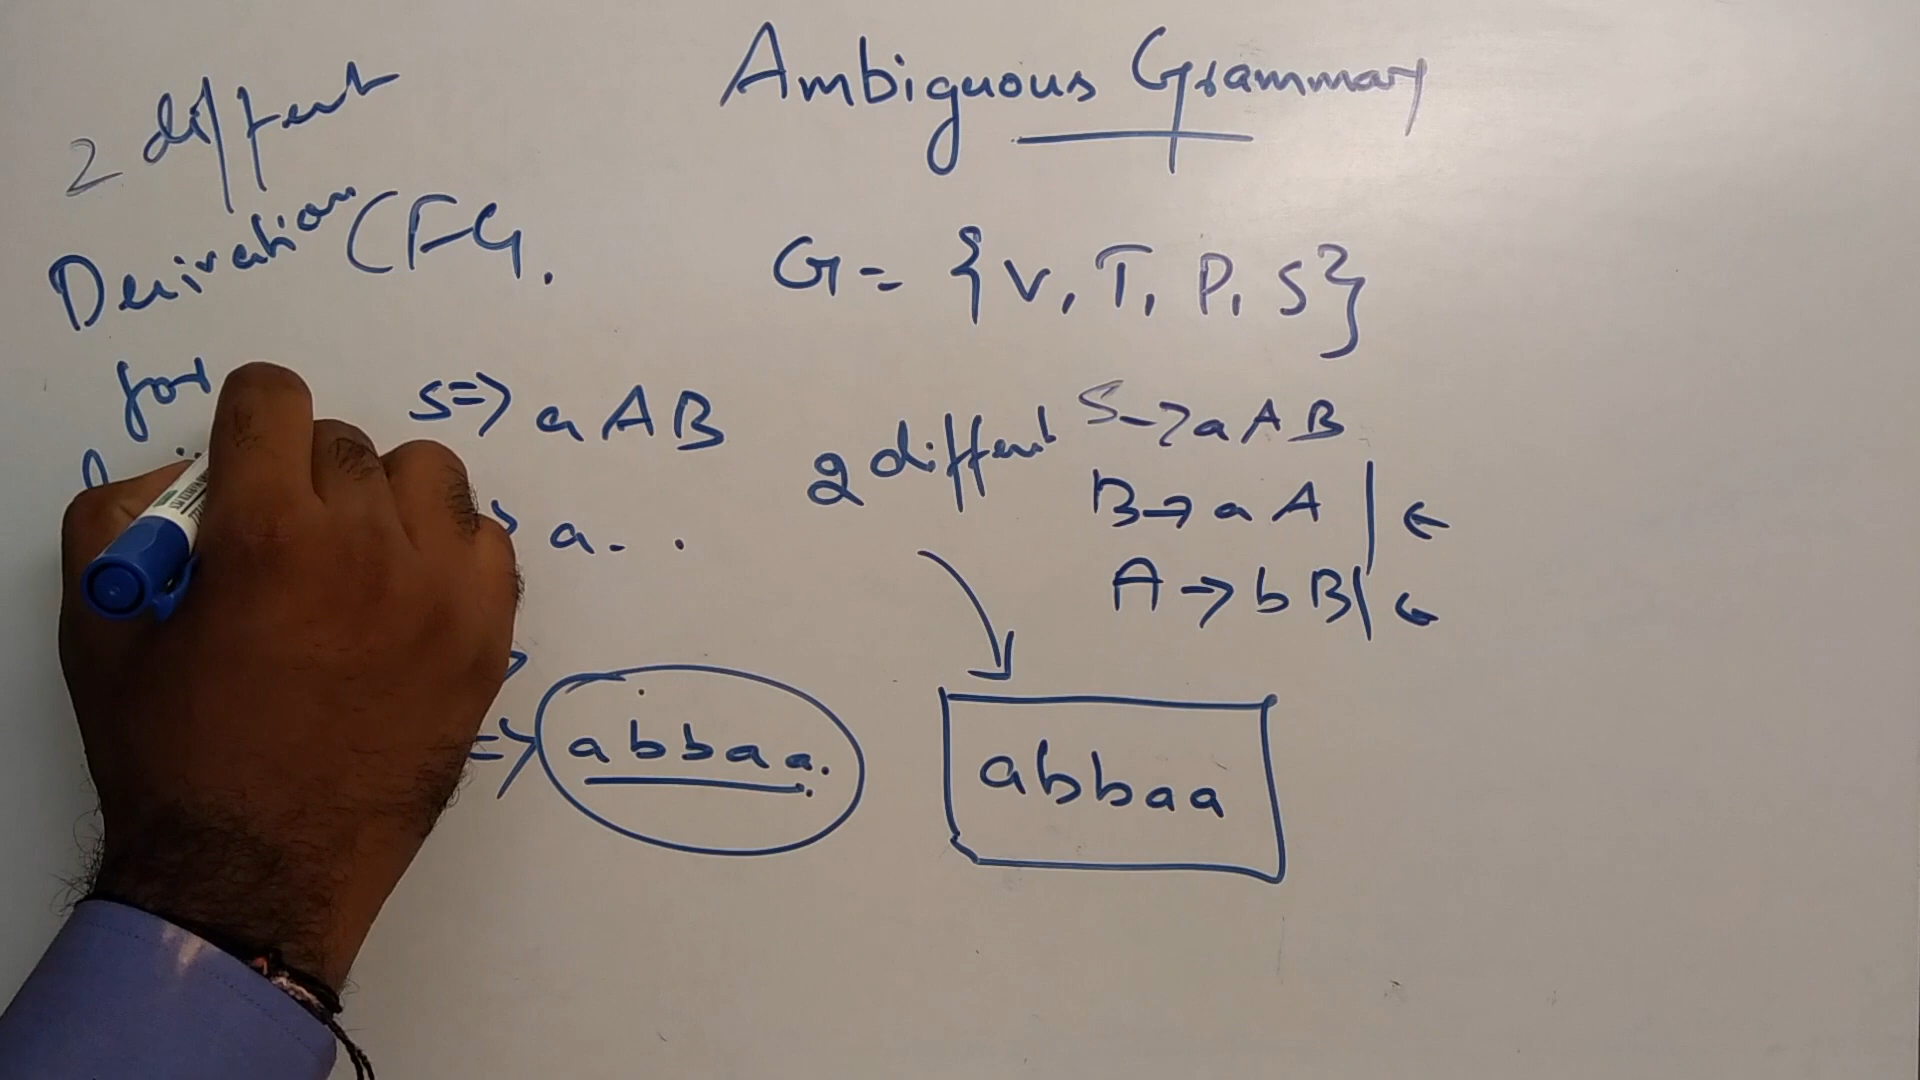 Ambiguous Grammar
2 different
Derivation CFG.
for
G = {V, T, P, S}
S => aAB
=> a. .
=> abbaa.
2 different
S -> aAB
B -> aA | ←
A -> bB | ←
abbaa